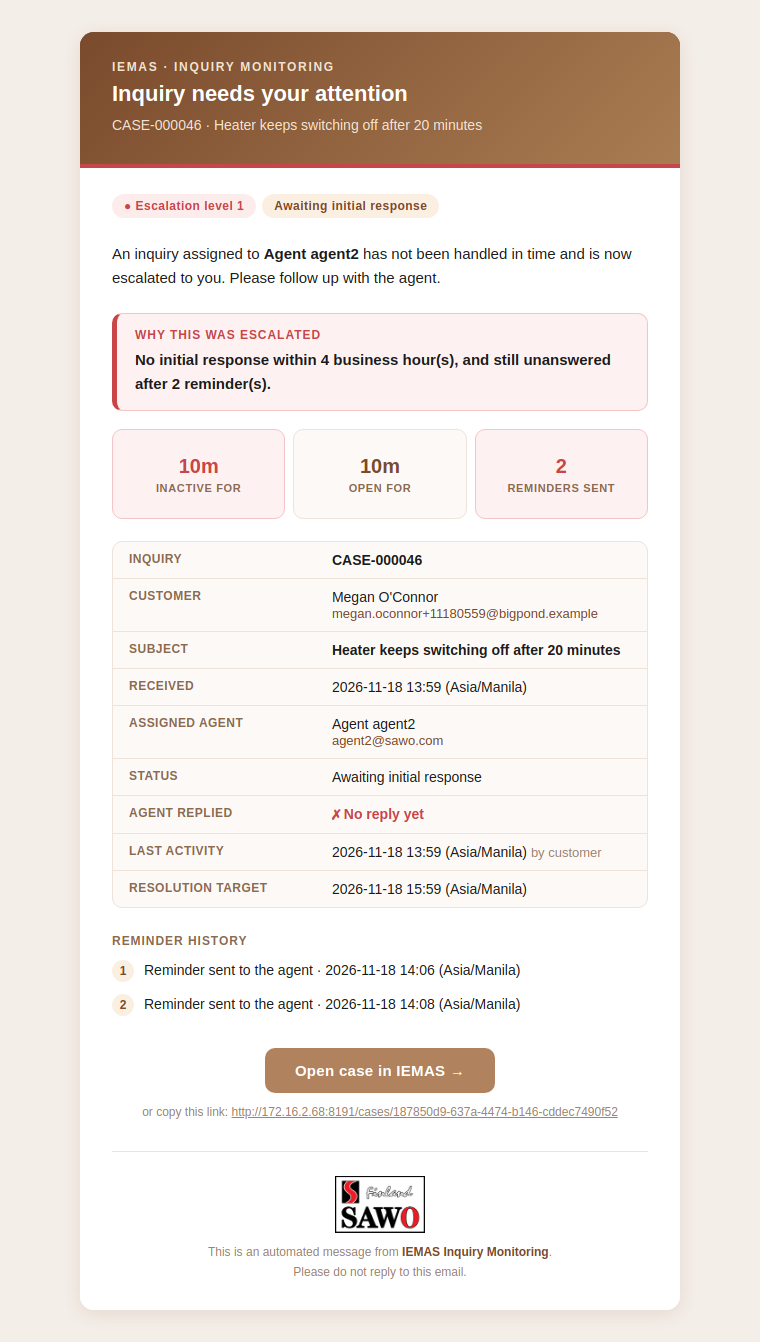 IEMAS · INQUIRY MONITORING
Inquiry needs your attention
CASE-000046 · Heater keeps switching off after 20 minutes
● Escalation level 1 Awaiting initial response
An inquiry assigned to Agent agent2 has not been handled in time and is now
escalated to you. Please follow up with the agent.
WHY THIS WAS ESCALATED
No initial response within 4 business hour(s), and still unanswered
after 2 reminder(s).
10m 10m 2
INACTIVE FOR OPEN FOR REMINDERS SENT
INQUIRY CASE-000046
CUSTOMER Megan O'Connor
megan.oconnor+11180559@bigpond.example
SUBJECT Heater keeps switching off after 20 minutes
RECEIVED 2026-11-18 13:59 (Asia/Manila)
ASSIGNED AGENT Agent agent2
agent2@sawo.com
STATUS Awaiting initial response
AGENT REPLIED ✗ No reply yet
LAST ACTIVITY 2026-11-18 13:59 (Asia/Manila) by customer
RESOLUTION TARGET 2026-11-18 15:59 (Asia/Manila)
REMINDER HISTORY
1 Reminder sent to the agent · 2026-11-18 14:06 (Asia/Manila)
2 Reminder sent to the agent · 2026-11-18 14:08 (Asia/Manila)
Open case in IEMAS →
or copy this link: http://172.16.2.68:8191/cases/187850d9-637a-4474-b146-cddec7490f52
S Finland
SAWO
This is an automated message from IEMAS Inquiry Monitoring.
Please do not reply to this email.